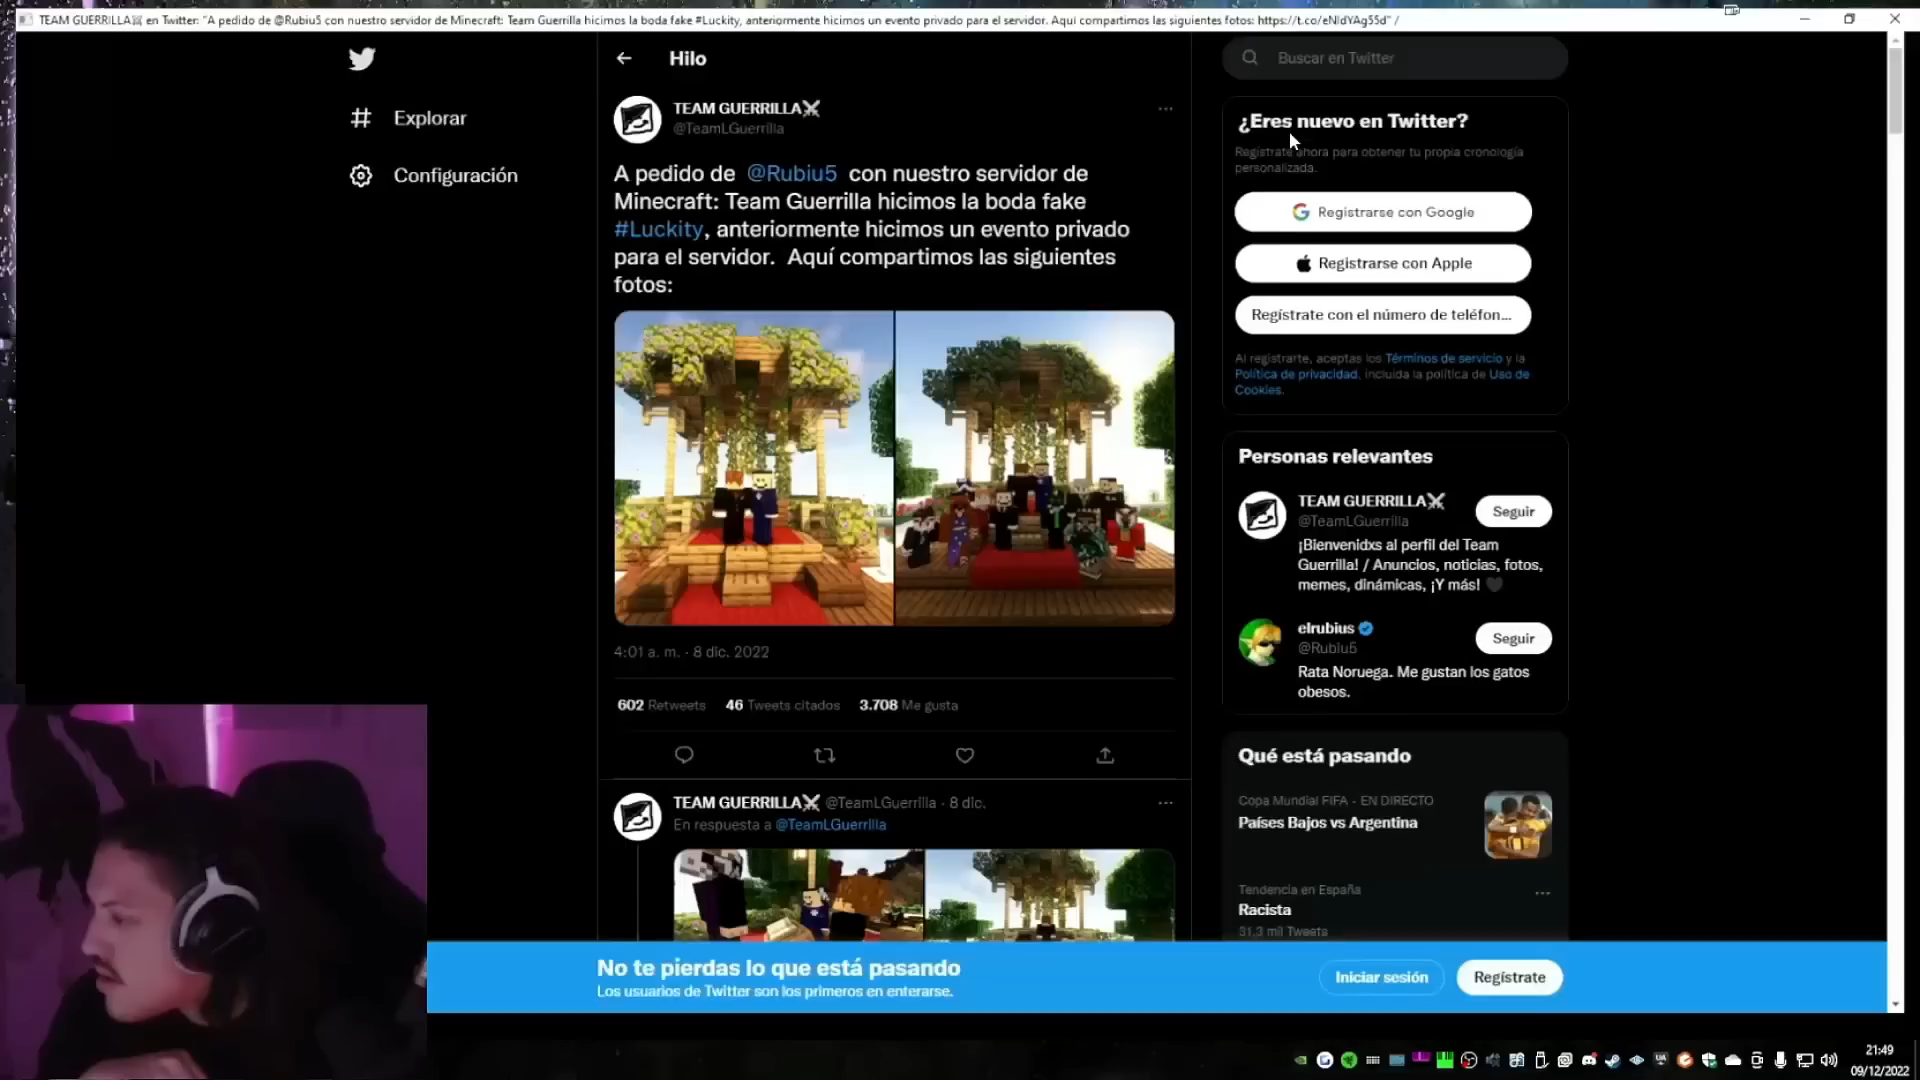 TEAM GUERRILLA⚔ en Twitter: "A pedido de @Rubiu5 con nuestro servidor de Minecraft: Team Guerrilla hicimos la boda fake #Luckity, anteriormente hicimos un evento privado para el servidor. Aquí compartimos las siguientes fotos: https://t.co/eNIdYAg55d" /
Explorar
Configuración
Hilo
TEAM GUERRILLA⚔
@TeamLGuerrilla
A pedido de @Rubiu5 con nuestro servidor de
Minecraft: Team Guerrilla hicimos la boda fake
#Luckity, anteriormente hicimos un evento privado
para el servidor. Aquí compartimos las siguientes
fotos:
4:01 a. m. · 8 dic. 2022
602 Retweets 46 Tweets citados 3.708 Me gusta
TEAM GUERRILLA⚔ @TeamLGuerrilla · 8 dic.
En respuesta a @TeamLGuerrilla
Buscar en Twitter
¿Eres nuevo en Twitter?
Regístrate ahora para obtener tu propia cronología
personalizada.
Registrarse con Google
Registrarse con Apple
Regístrate con el número de teléfon...
Al registrarte, aceptas los Términos de servicio y la
Política de privacidad, incluida la política de Uso de
Cookies.
Personas relevantes
TEAM GUERRILLA⚔
@TeamLGuerrilla
Seguir
¡Bienvenidxs al perfil del Team
Guerrilla! / Anuncios, noticias, fotos,
memes, dinámicas, ¡Y más! 🖤
elrubius
@Rubiu5
Seguir
Rata Noruega. Me gustan los gatos
obesos.
Qué está pasando
Copa Mundial FIFA - EN DIRECTO
Países Bajos vs Argentina
Tendencia en España
Racista
31,3 mil Tweets
No te pierdas lo que está pasando
Los usuarios de Twitter son los primeros en enterarse.
Iniciar sesión
Regístrate
21:49
09/12/2022